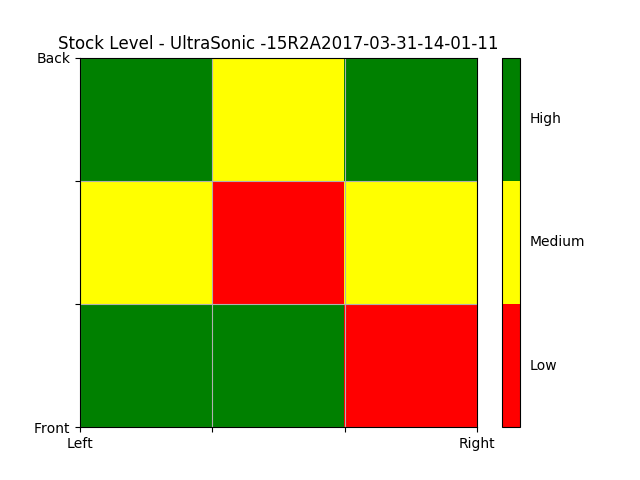 Stock Level - UltraSonic -15R2A2017-03-31-14-01-11
Back
High
Medium
Low
Front
Left
Right